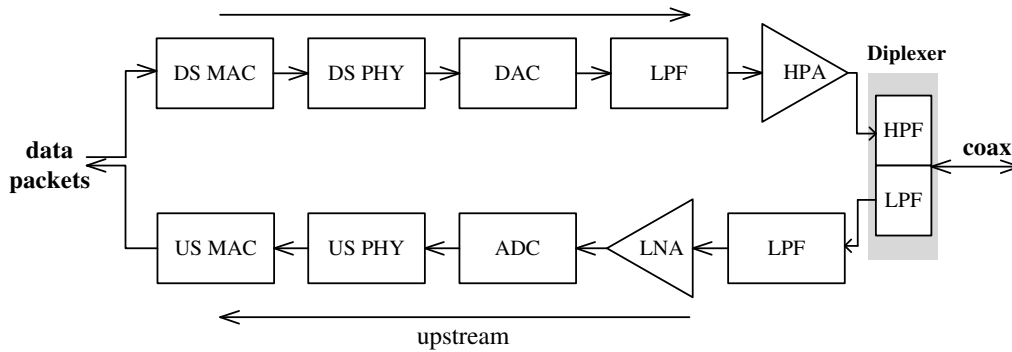 DS MAC
DS PHY
DAC
LPF
HPA
Diplexer
HPF
LPF
coax
data
packets
US MAC
US PHY
ADC
LNA
LPF
upstream